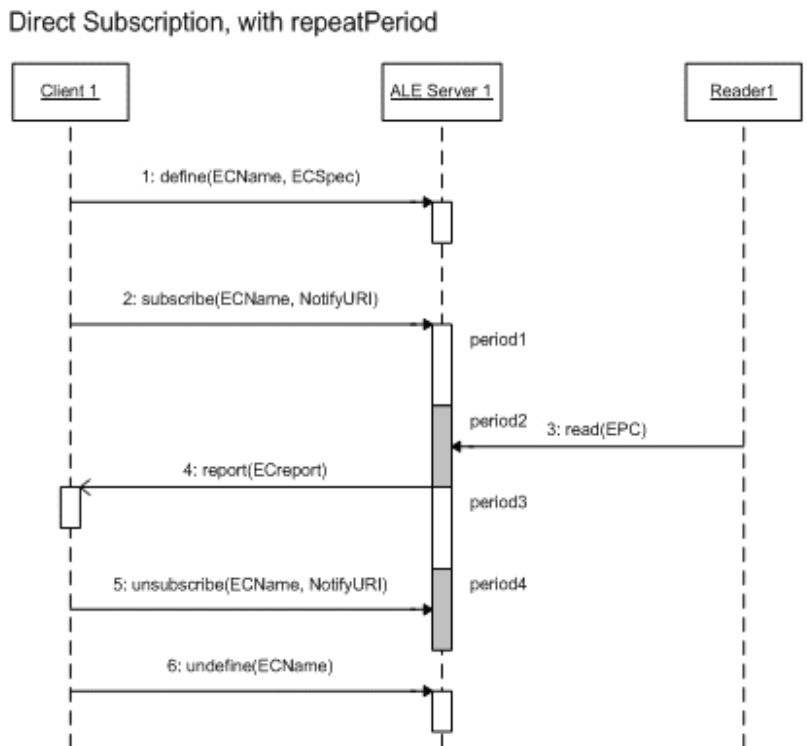 Direct Subscription, with repeatPeriod
Client 1
ALE Server 1
Reader1
1: define(ECName, ECSpec)
2: subscribe(ECName, NotifyURI)
period1
period2
3: read(EPC)
4: report(ECreport)
period3
5: unsubscribe(ECName, NotifyURI)
period4
6: undefine(ECName)